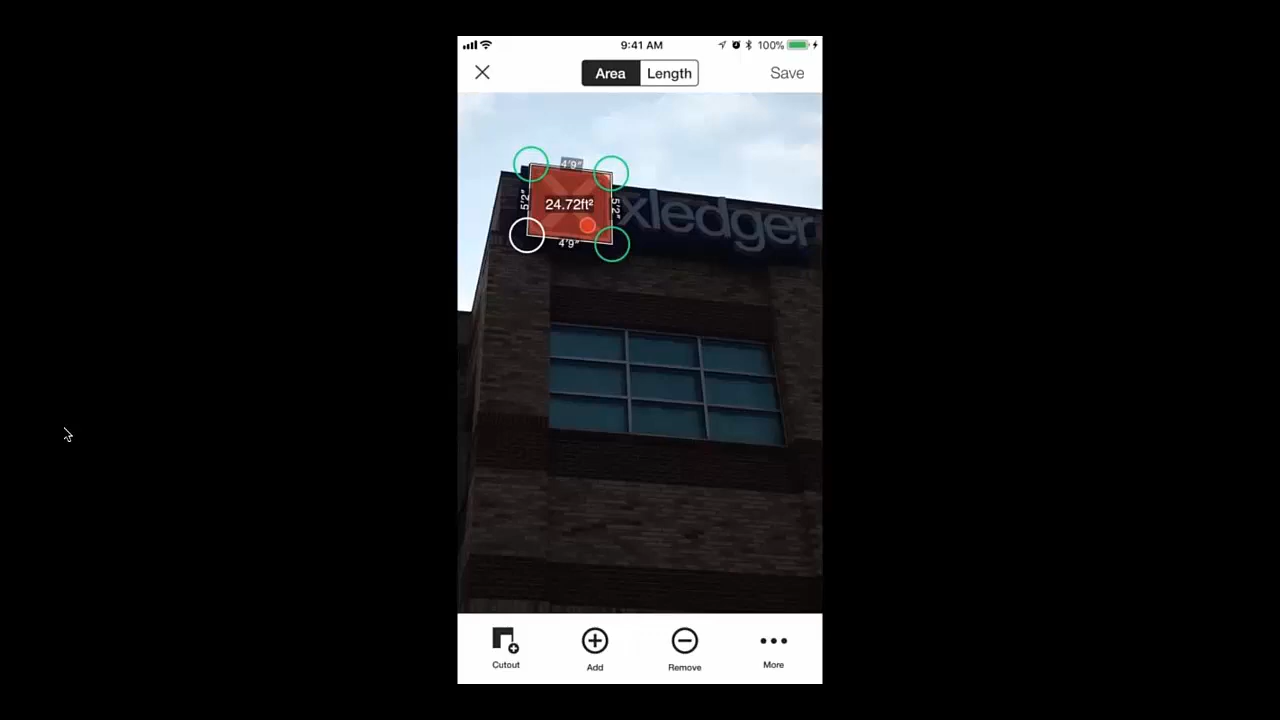 9:41 AM
100%
Area
Length
Save
4'9"
5'2"
24.72ft²
5'2"
4'9"
xledger
Cutout
Add
Remove
More